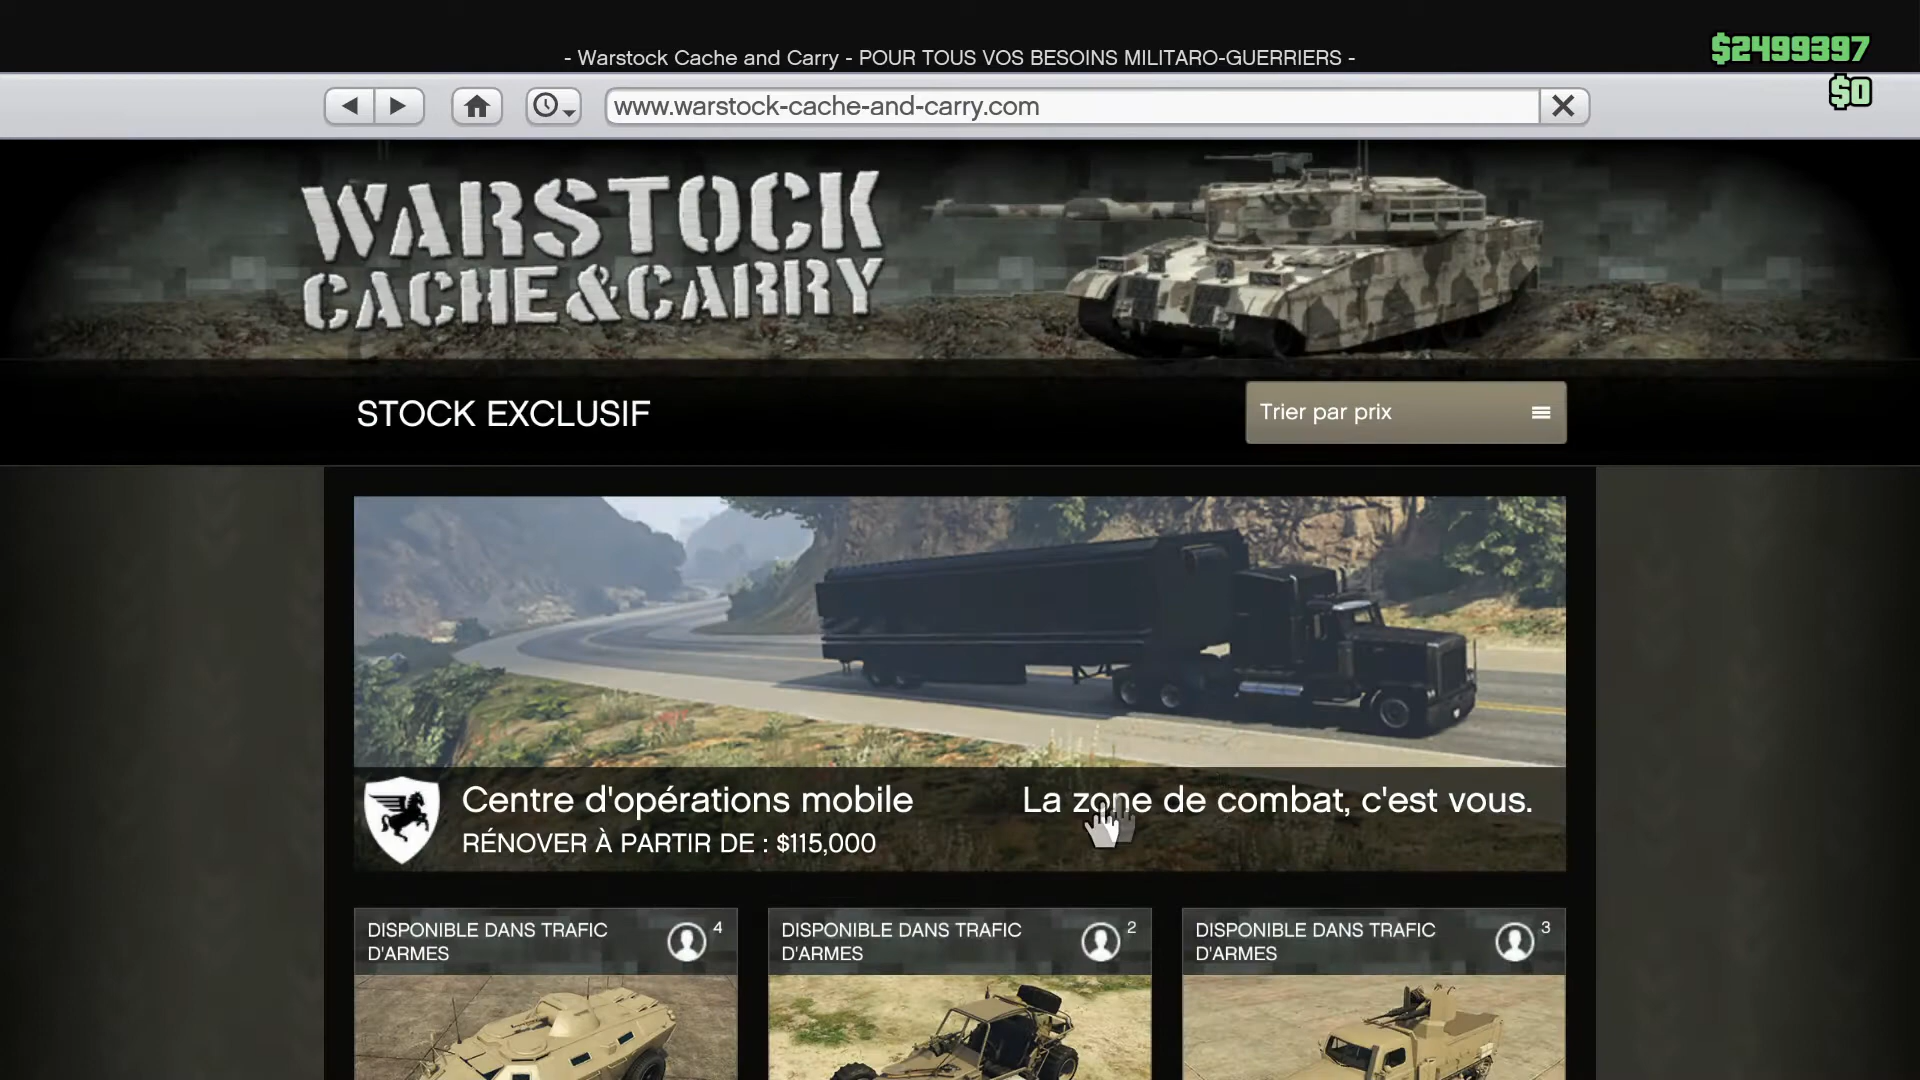 - Warstock Cache and Carry - POUR TOUS VOS BESOINS MILITARO-GUERRIERS -
$2499397
$0
www.warstock-cache-and-carry.com
WARSTOCK
CACHE & CARRY
STOCK EXCLUSIF
Trier par prix
Centre d'opérations mobile
La zone de combat, c'est vous.
RÉNOVER À PARTIR DE : $115,000
DISPONIBLE DANS TRAFIC
D'ARMES
4
DISPONIBLE DANS TRAFIC
D'ARMES
2
DISPONIBLE DANS TRAFIC
D'ARMES
3